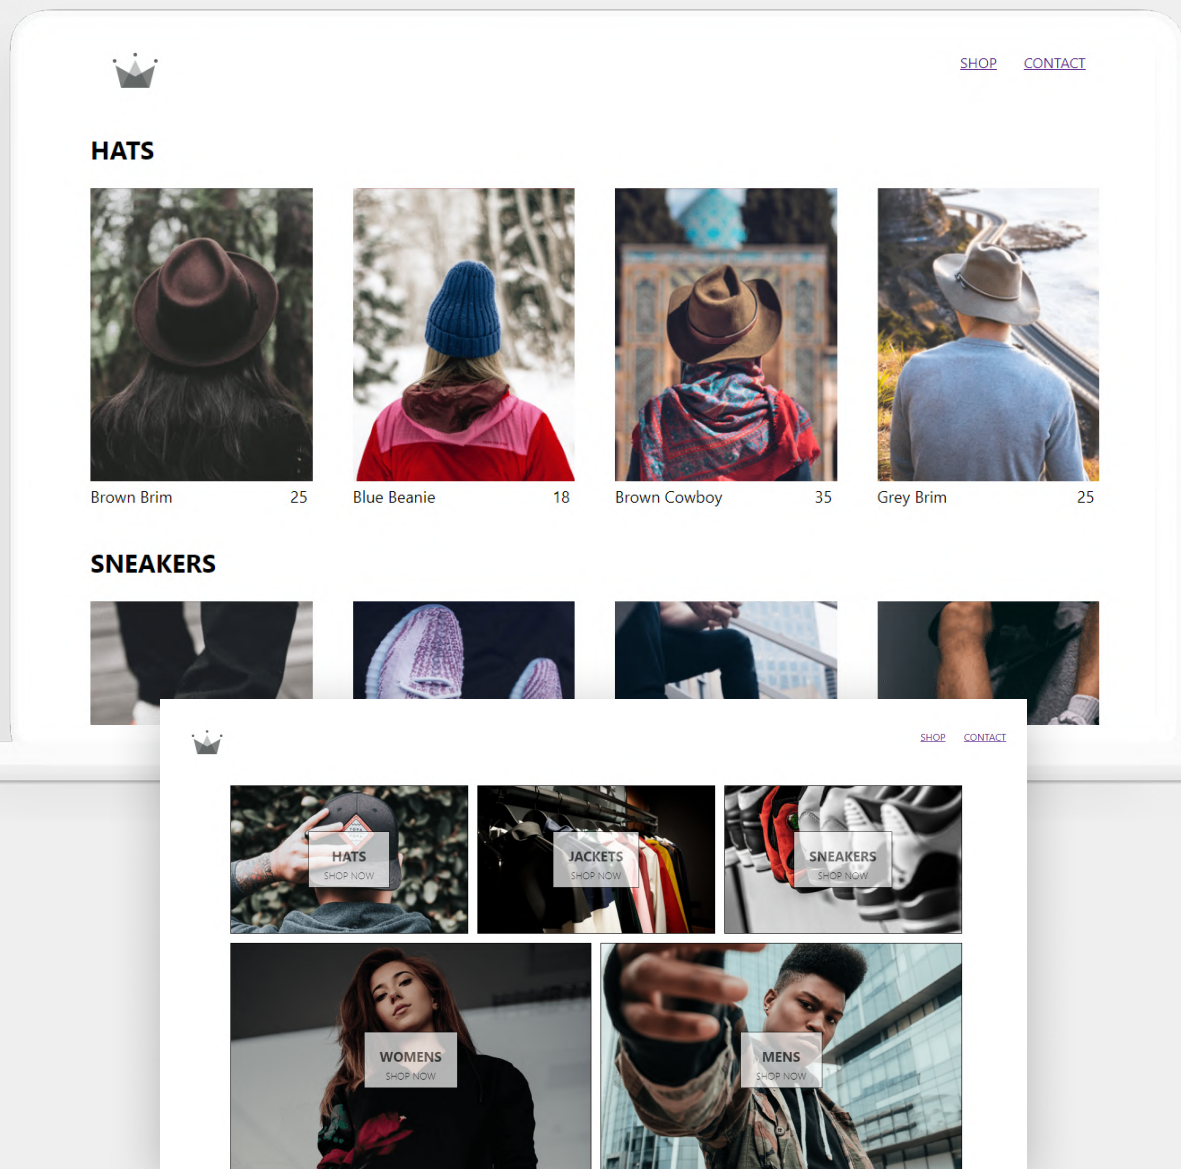 SHOP CONTACT
HATS
Brown Brim 25
Blue Beanie 18
Brown Cowboy 35
Grey Brim 25
SNEAKERS
SHOP CONTACT
HATS
SHOP NOW
JACKETS
SHOP NOW
SNEAKERS
SHOP NOW
WOMENS
SHOP NOW
MENS
SHOP NOW